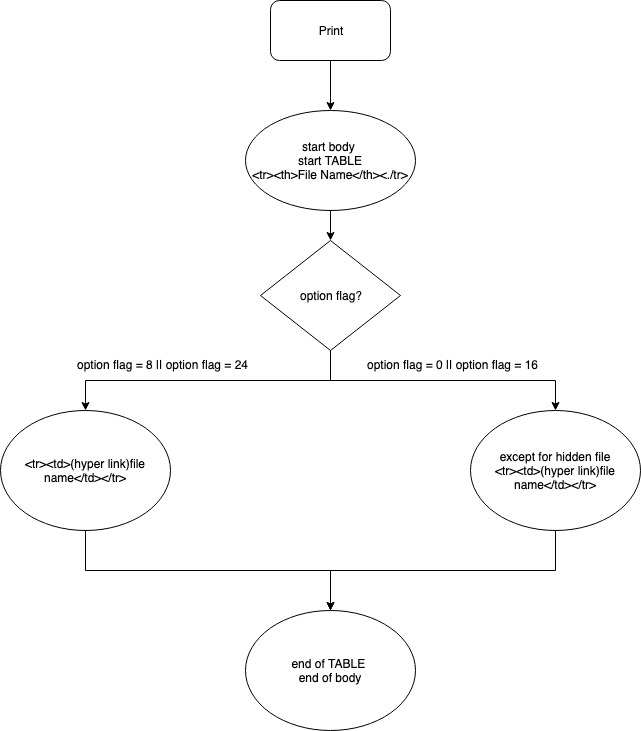 Print
start body
start TABLE
<tr><th>File Name</th><./tr>
option flag?
option flag = 8 II option flag = 24
option flag = 0 II option flag = 16
<tr><td>(hyper link)file
name</td></tr>
except for hidden file
<tr><td>(hyper link)file
name</td></tr>
end of TABLE
end of body